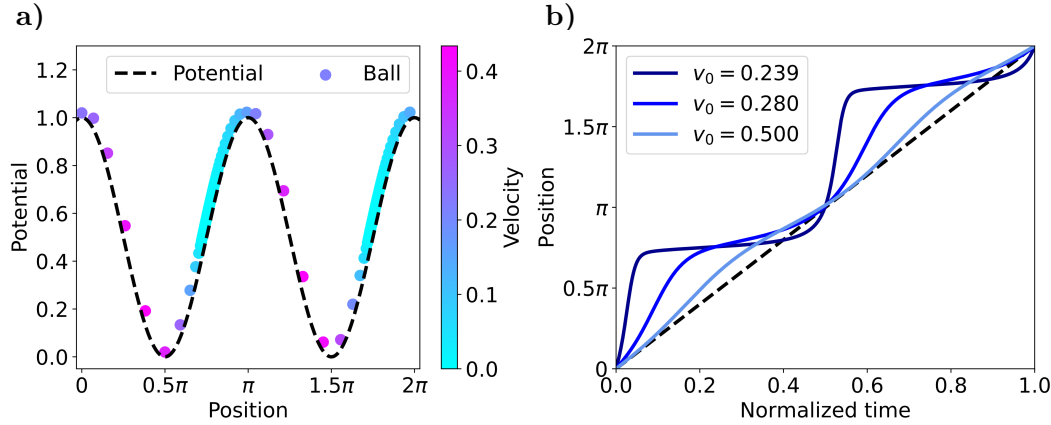 a)
Potential
Ball
1.2
1.0
0.8
0.6
0.4
0.2
0.0
Potential
0 0.5π π 1.5π 2π
Position
0.4
0.3
0.2
0.1
0.0
Velocity
b)
v₀ = 0.239
v₀ = 0.280
v₀ = 0.500
2π
1.5π
π
0.5π
0
Position
0.0 0.2 0.4 0.6 0.8 1.0
Normalized time